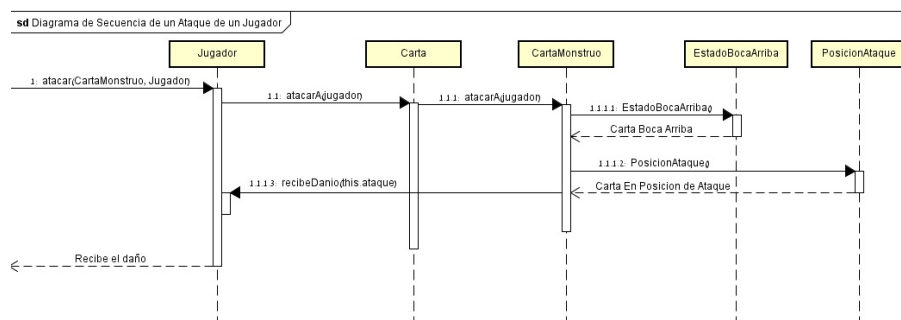 sd Diagrama de Secuencia de un Ataque de un Jugador
Jugador
Carta
CartaMonstruo
EstadoBocaArriba
PosicionAtaque
1: atacar(CartaMonstruo, Jugador)
1.1: atacarA(jugador)
1.1.1: atacarA(jugador)
1.1.1.1: EstadoBocaArriba()
Carta Boca Arriba
1.1.1.2: PosicionAtaque()
1.1.1.3: recibeDanio(this.ataque)
Carta En Posicion de Ataque
Recibe el daño